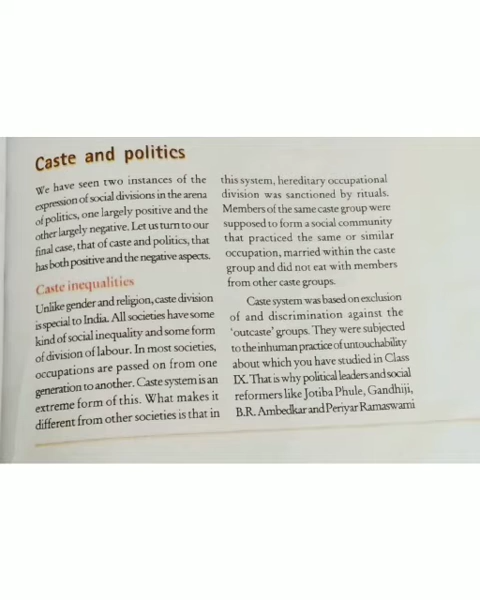 Caste and politics
We have seen two instances of the
expression of social divisions in the arena
of politics, one largely positive and the
other largely negative. Let us turn to our
final case, that of caste and politics, that
has both positive and the negative aspects.
Caste inequalities
Unlike gender and religion, caste division
is special to India. All societies have some
kind of social inequality and some form
of division of labour. In most societies,
occupations are passed on from one
generation to another. Caste system is an
extreme form of this. What makes it
different from other societies is that in
this system, hereditary occupational
division was sanctioned by rituals.
Members of the same caste group were
supposed to form a social community
that practiced the same or similar
occupation, married within the caste
group and did not eat with members
from other caste groups.
Caste system was based on exclusion
of and discrimination against the
'outcaste' groups. They were subjected
to the inhuman practice of untouchability
about which you have studied in Class
IX. That is why political leaders and social
reformers like Jotiba Phule, Gandhiji,
B.R. Ambedkar and Periyar Ramaswami